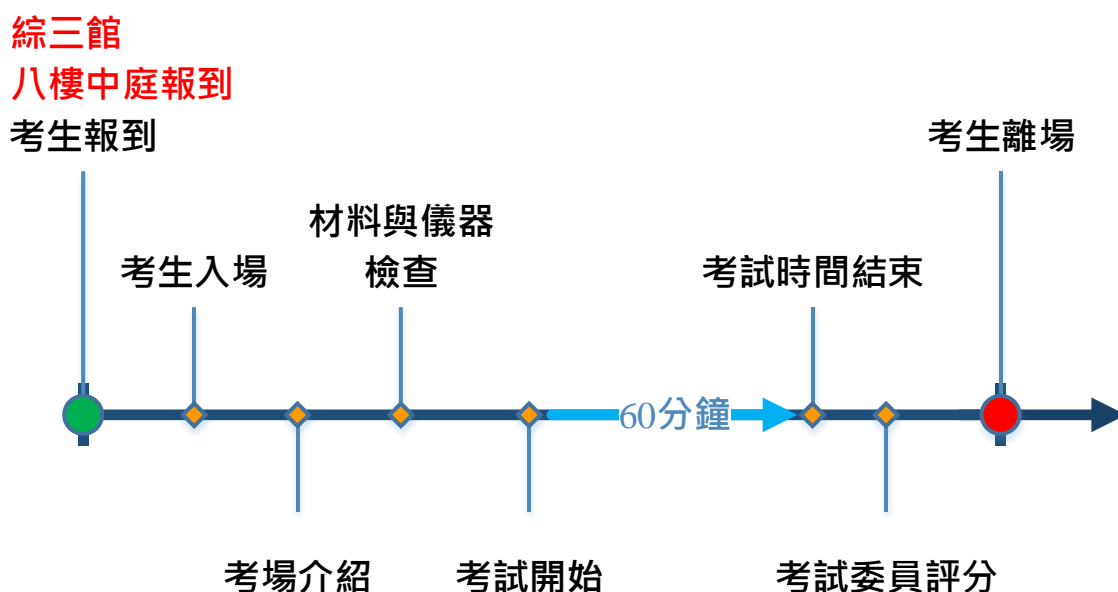 綜三館
八樓中庭報到
考生報到
考生離場
材料與儀器
檢查
考生入場
考試時間結束
60分鐘
考場介紹
考試開始
考試委員評分